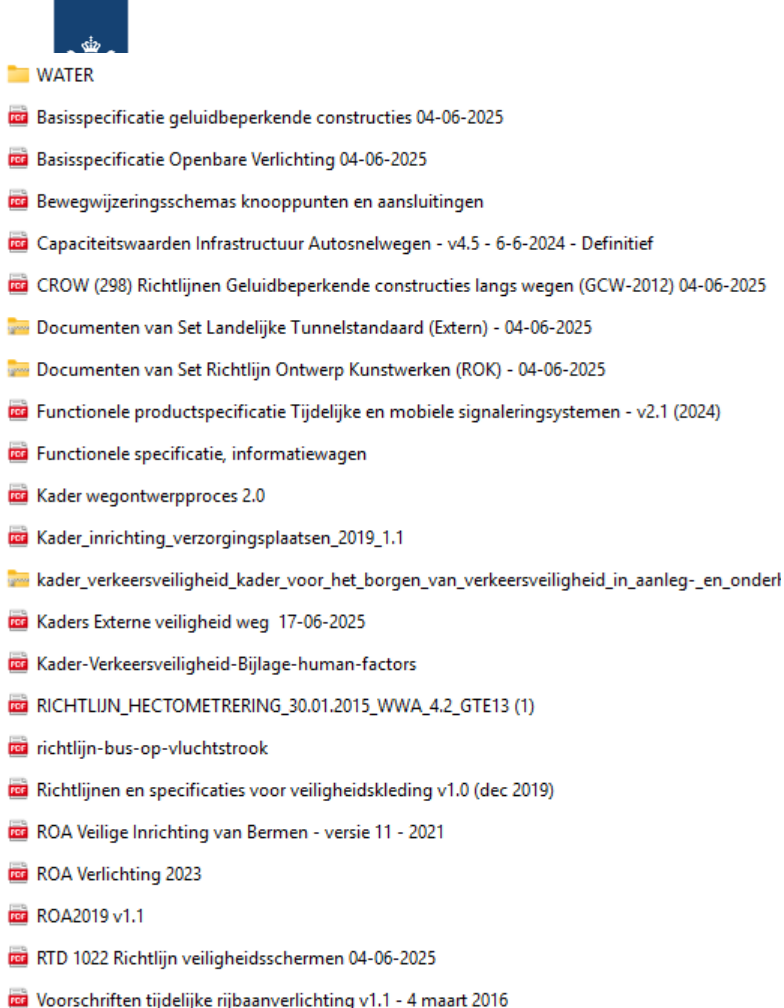 WATER
Basisspecificatie geluidbeperkende constructies 04-06-2025
Basisspecificatie Openbare Verlichting 04-06-2025
Bewegwijzeringsschemas knooppunten en aansluitingen
Capaciteitswaarden Infrastructuur Autosnelwegen - v4.5 - 6-6-2024 - Definitief
CROW (298) Richtlijnen Geluidbeperkende constructies langs wegen (GCW-2012) 04-06-2025
Documenten van Set Landelijke Tunnelstandaard (Extern) - 04-06-2025
Documenten van Set Richtlijn Ontwerp Kunstwerken (ROK) - 04-06-2025
Functionele productspecificatie Tijdelijke en mobiele signaleringsystemen - v2.1 (2024)
Functionele specificatie, informatiewagen
Kader wegontwerpproces 2.0
Kader_inrichting_verzorgingsplaatsen_2019_1.1
kader_verkeersveiligheid_kader_voor_het_borgen_van_verkeersveiligheid_in_aanleg-_en_onder
Kaders Externe veiligheid weg 17-06-2025
Kader-Verkeersveiligheid-Bijlage-human-factors
RICHTLIJN_HECTOMETRERING_30.01.2015_WWA_4.2_GTE13 (1)
richtlijn-bus-op-vluchtstrook
Richtlijnen en specificaties voor veiligheidskleding v1.0 (dec 2019)
ROA Veilige Inrichting van Bermen - versie 11 - 2021
ROA Verlichting 2023
ROA2019 v1.1
RTD 1022 Richtlijn veiligheidsschermen 04-06-2025
Voorschriften tijdelijke rijbaanverlichting v1.1 - 4 maart 2016